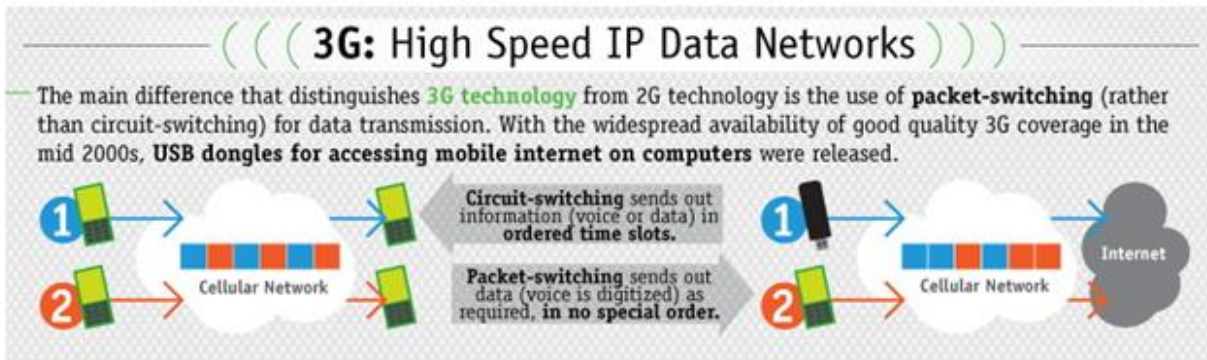 ((( 3G: High Speed IP Data Networks )))
The main difference that distinguishes 3G technology from 2G technology is the use of packet-switching (rather
than circuit-switching) for data transmission. With the widespread availability of good quality 3G coverage in the
mid 2000s, USB dongles for accessing mobile internet on computers were released.
1
2
Cellular Network
Circuit-switching sends out
information (voice or data) in
ordered time slots.
Packet-switching sends out
data (voice is digitized) as
required, in no special order.
1
2
Cellular Network
Internet